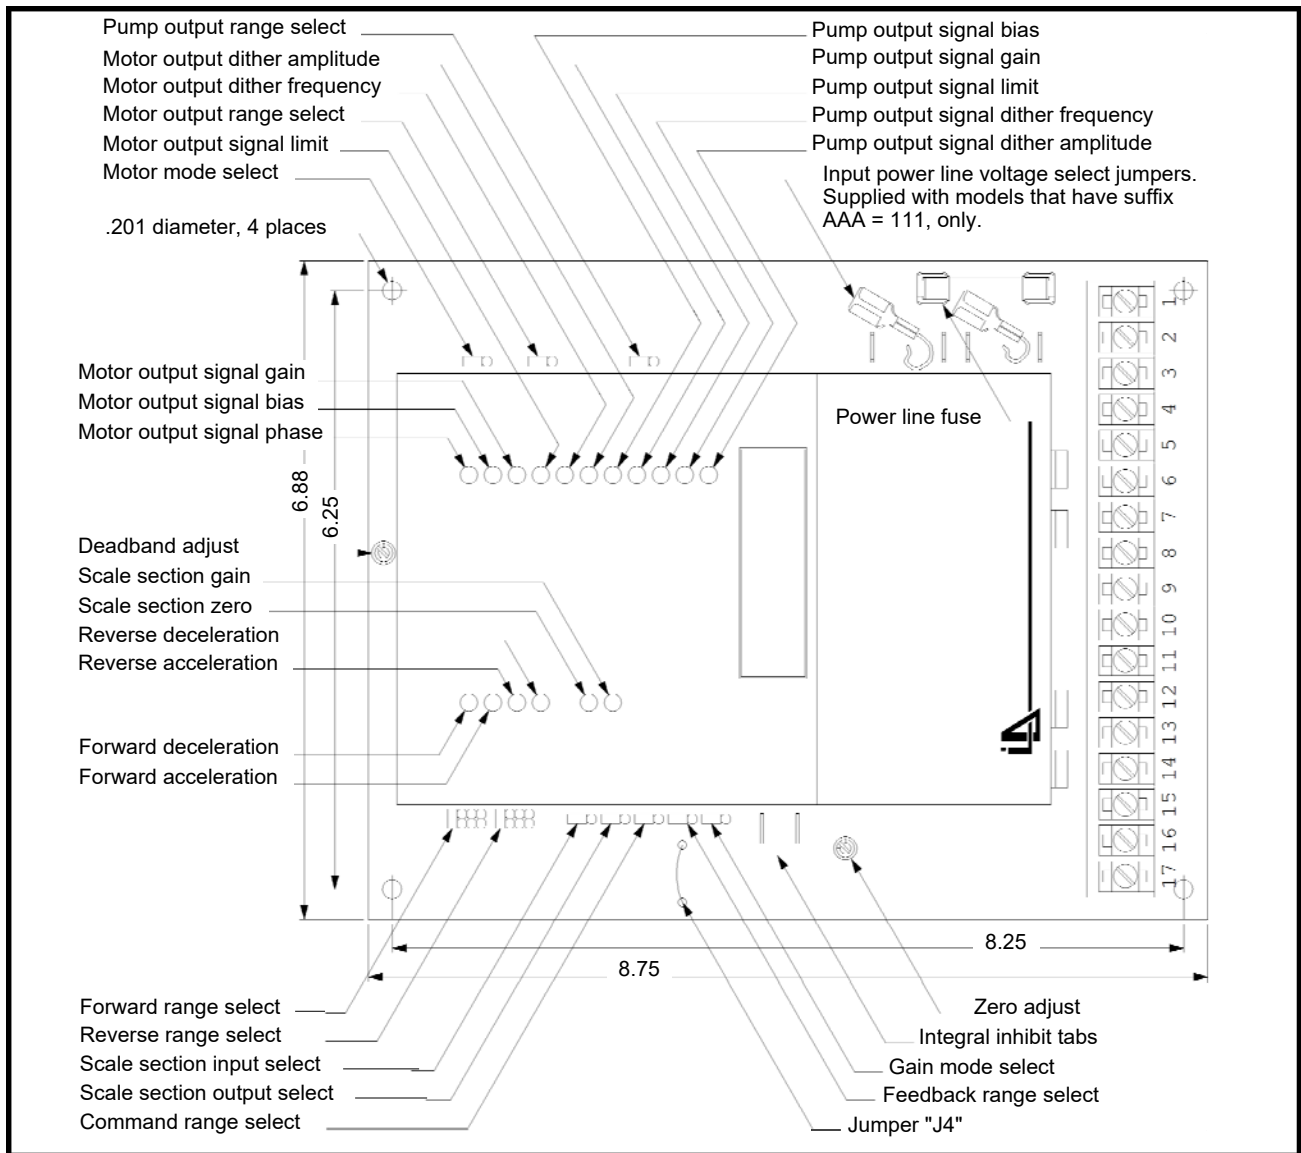 Pump output range select
Motor output dither amplitude
Motor output dither frequency
Motor output range select
Motor output signal limit
Motor mode select
.201 diameter, 4 places
Pump output signal bias
Pump output signal gain
Pump output signal limit
Pump output signal dither frequency
Pump output signal dither amplitude
Input power line voltage select jumpers.
Supplied with models that have suffix
AAA = 111, only.
Motor output signal gain
Motor output signal bias
Motor output signal phase
6.88
6.25
Power line fuse
Deadband adjust
Scale section gain
Scale section zero
Reverse deceleration
Reverse acceleration
Forward deceleration
Forward acceleration
1
2
3
4
5
6
7
8
9
10
11
12
13
14
15
16
17
8.25
8.75
Forward range select
Reverse range select
Scale section input select
Scale section output select
Command range select
Zero adjust
Integral inhibit tabs
Gain mode select
Feedback range select
Jumper "J4"